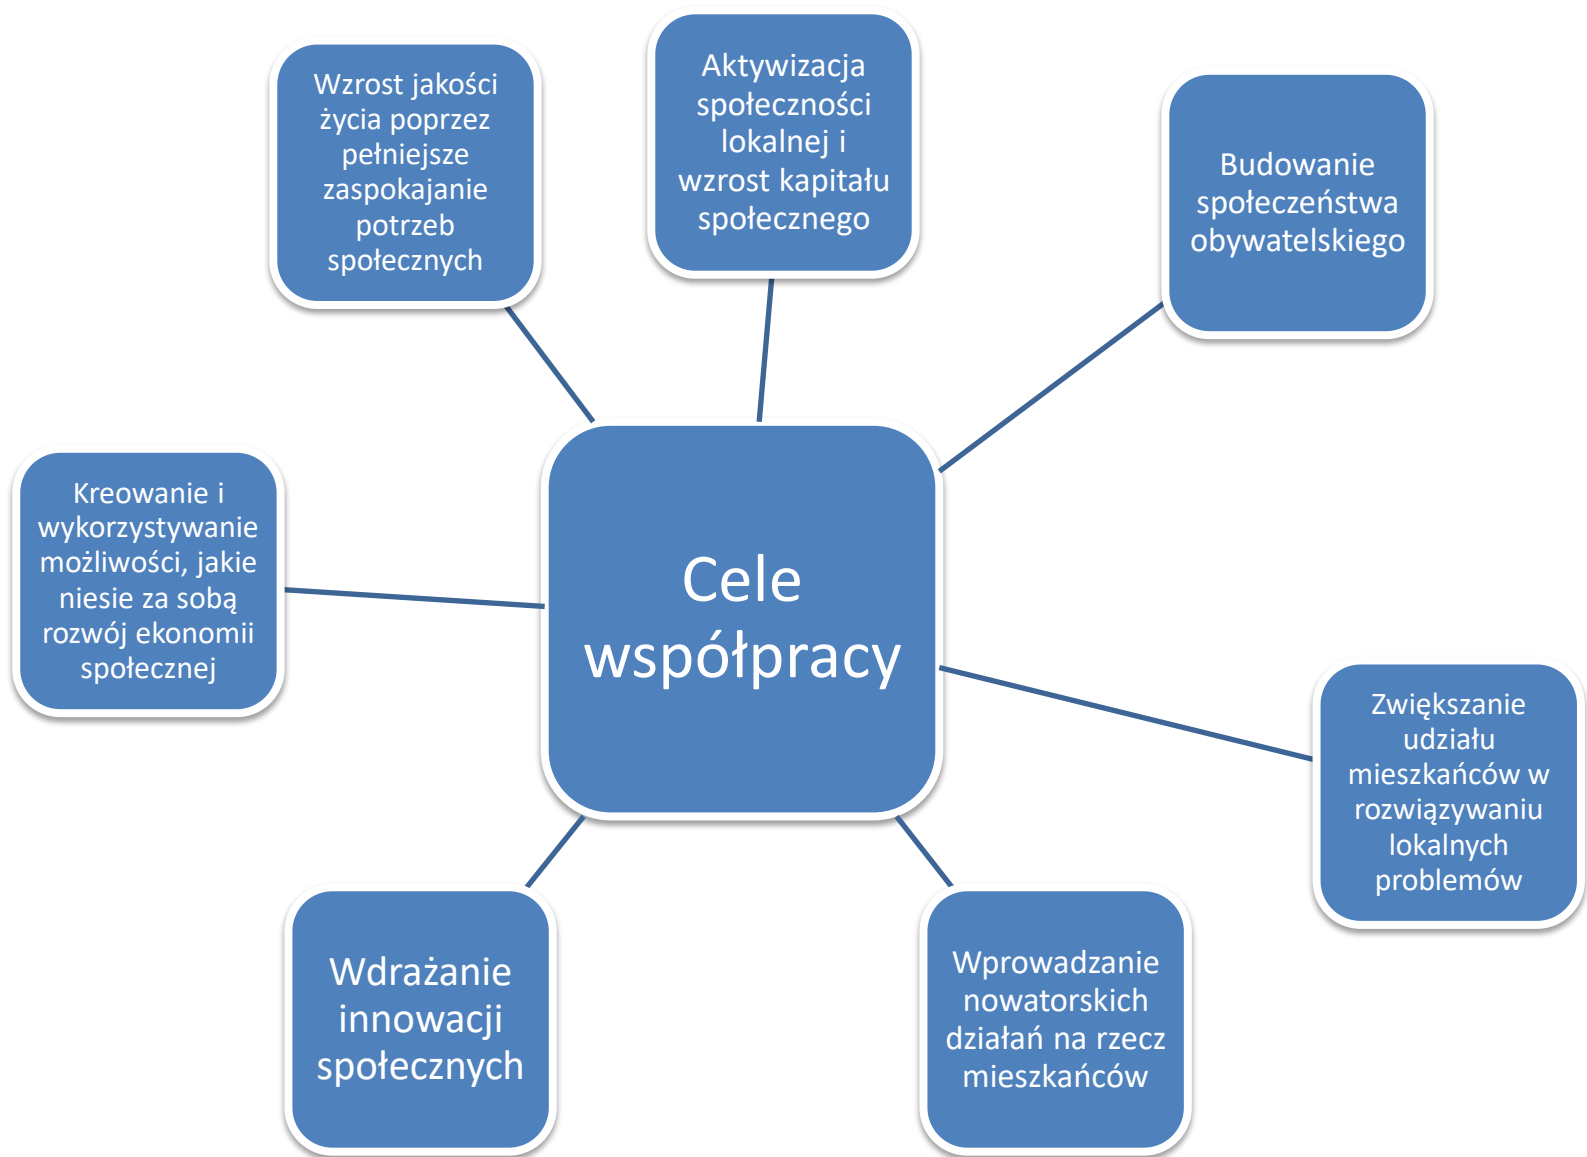 Wzrost jakości
życia poprzez
pełniejsze
zaspokajanie
potrzeb
społecznych
Aktywizacja
społeczności
lokalnej i
wzrost kapitału
społecznego
Budowanie
społeczeństwa
obywatelskiego
Kreowanie i
wykorzystywanie
możliwości, jakie
niesie za sobą
rozwój ekonomii
społecznej
Cele
współpracy
Zwiększanie
udziału
mieszkańców w
rozwiązywaniu
lokalnych
problemów
Wdrażanie
innowacji
społecznych
Wprowadzanie
nowatorskich
działań na rzecz
mieszkańców